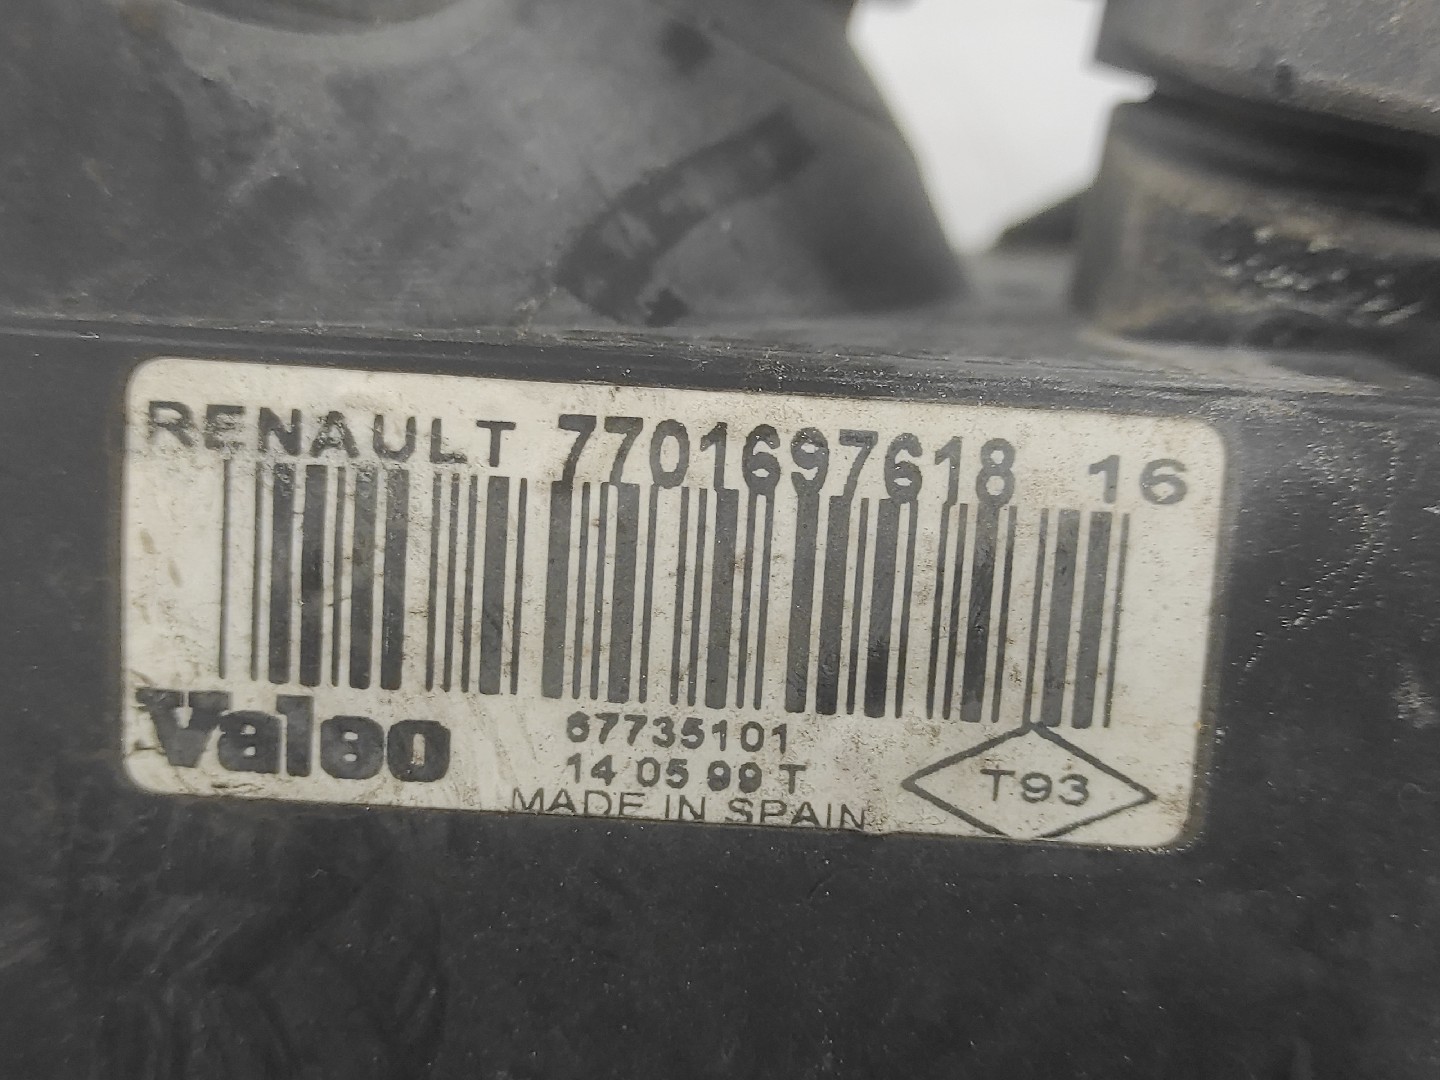 RENAULT 7701697618 16
Valeo
67735101
14 05 99 T
MADE IN SPAIN
T93